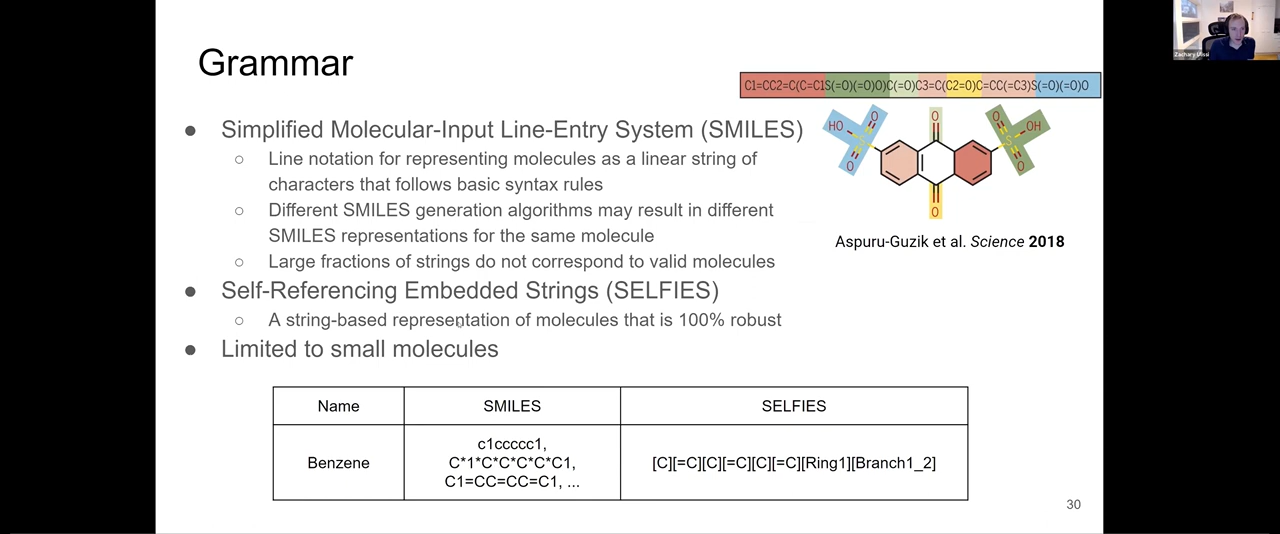 Grammar
Zachary Ulissi
C1=CC2=C(C=C1S(=O)(=O)O)C(=O)C3=C(C2=O)C=CC(=C3)S(=O)(=O)O
● Simplified Molecular-Input Line-Entry System (SMILES)
○ Line notation for representing molecules as a linear string of
characters that follows basic syntax rules
○ Different SMILES generation algorithms may result in different
SMILES representations for the same molecule
○ Large fractions of strings do not correspond to valid molecules
HO O S O
O
O
O S OH O
Aspuru-Guzik et al. Science 2018
● Self-Referencing Embedded Strings (SELFIES)
○ A string-based representation of molecules that is 100% robust
● Limited to small molecules
Name SMILES SELFIES
c1ccccc1,
Benzene C*1*C*C*C*C*C1, [C][=C][C][=C][C][=C][Ring1][Branch1_2]
C1=CC=CC=C1, ...
30